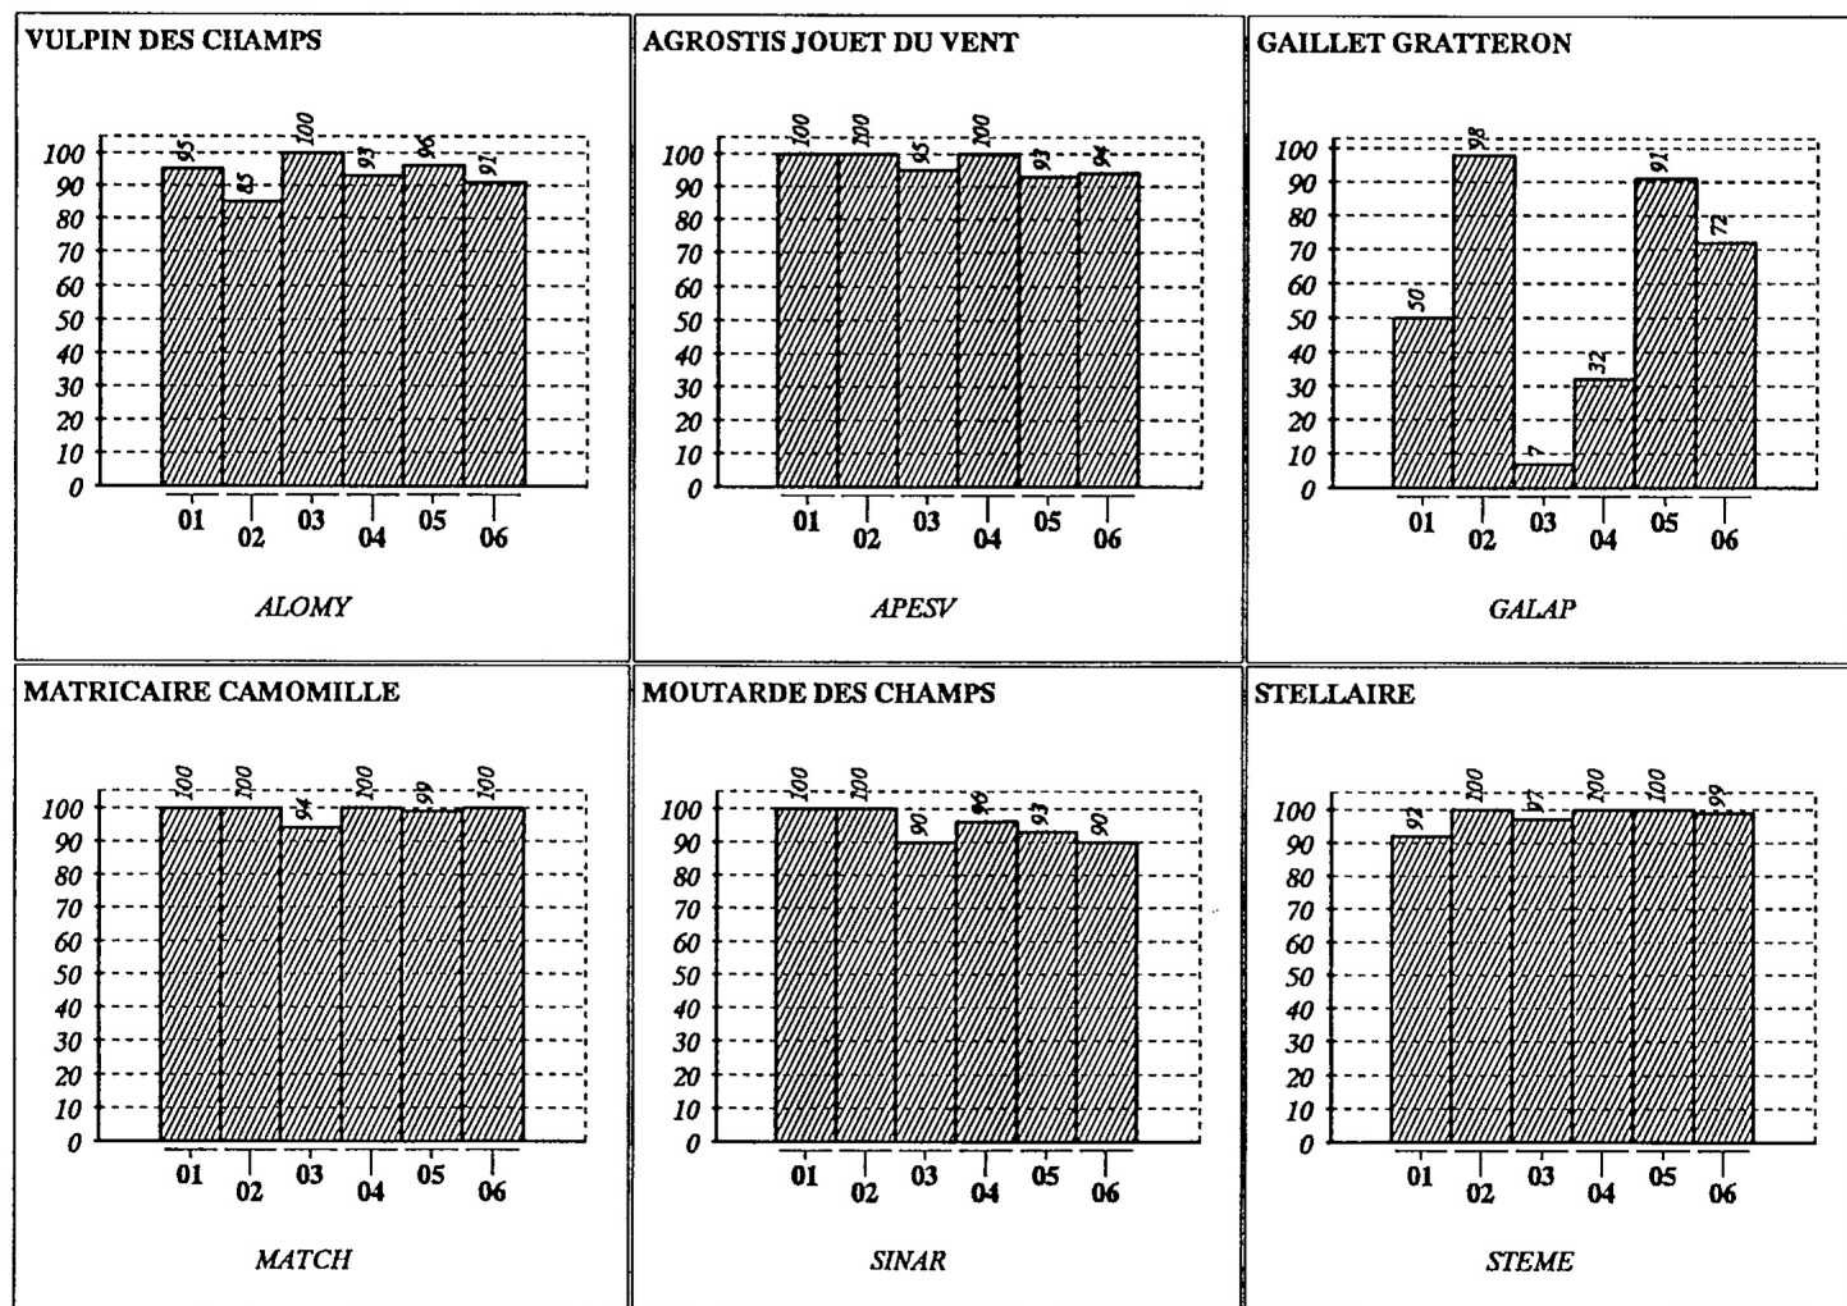 VULPIN DES CHAMPS
95 85 100 93 96 91
100
90
80
70
60
50
40
30
20
10
0
01 02 03 04 05 06
ALOMY
AGROSTIS JOUET DU VENT
100 100 95 100 93 94
100
90
80
70
60
50
40
30
20
10
0
01 02 03 04 05 06
APESV
GAILLET GRATTERON
50 98 7 32 91 72
100
90
80
70
60
50
40
30
20
10
0
01 02 03 04 05 06
GALAP
MATRICAIRE CAMOMILLE
100 100 94 100 99 100
100
90
80
70
60
50
40
30
20
10
0
01 02 03 04 05 06
MATCH
MOUTARDE DES CHAMPS
100 100 90 96 93 90
100
90
80
70
60
50
40
30
20
10
0
01 02 03 04 05 06
SINAR
STELLAIRE
92 100 97 100 100 99
100
90
80
70
60
50
40
30
20
10
0
01 02 03 04 05 06
STEME